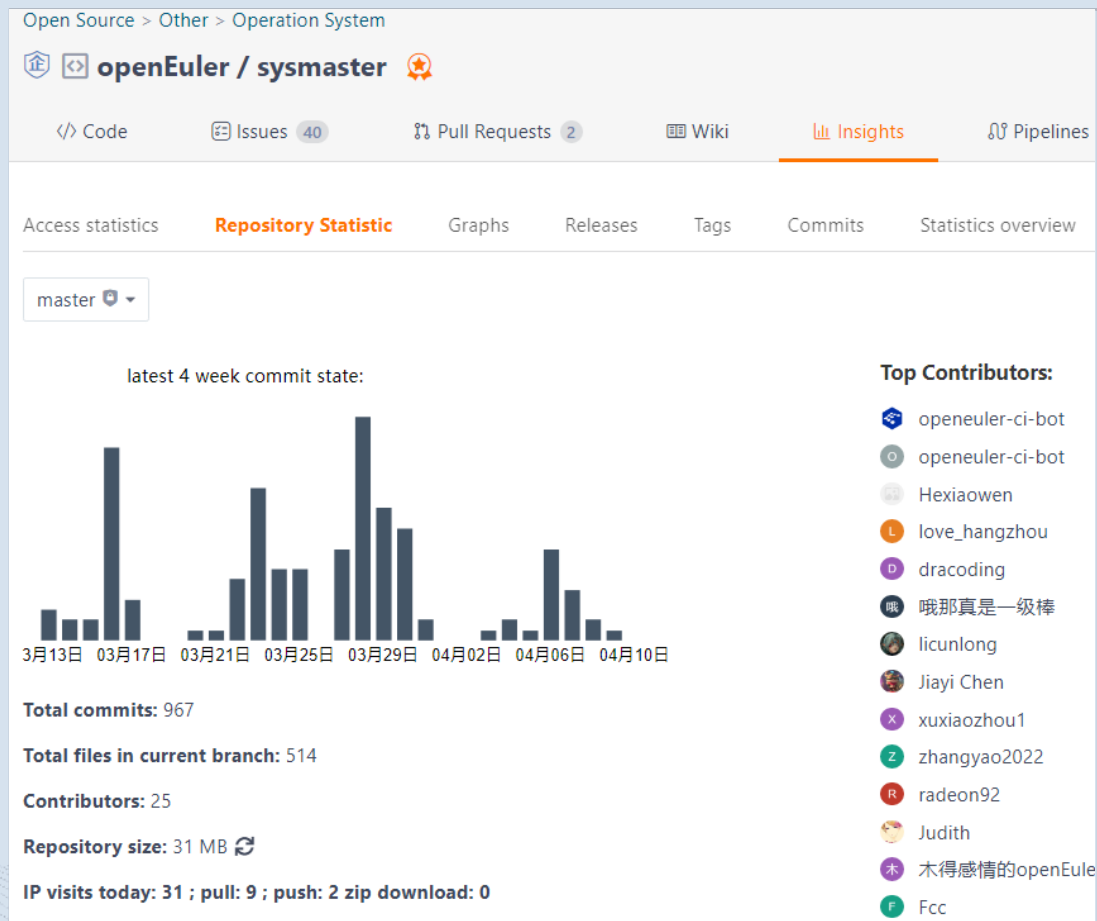 Open Source > Other > Operation System
企 openEuler / sysmaster
Code Issues 40 Pull Requests 2 Wiki Insights Pipelines
Access statistics Repository Statistic Graphs Releases Tags Commits Statistics overview
master
latest 4 week commit state:
3月13日 03月17日 03月21日 03月25日 03月29日 04月02日 04月06日 04月10日
Total commits: 967
Total files in current branch: 514
Contributors: 25
Repository size: 31 MB
IP visits today: 31 ; pull: 9 ; push: 2 zip download: 0
Top Contributors:
openeuler-ci-bot
O openeuler-ci-bot
Hexiaowen
L love_hangzhou
D dracoding
哦 哦那真是一级棒
licunlong
Jiayi Chen
X xuxiaozhou1
Z zhangyao2022
R radeon92
Judith
木 木得感情的openEule
F Fcc